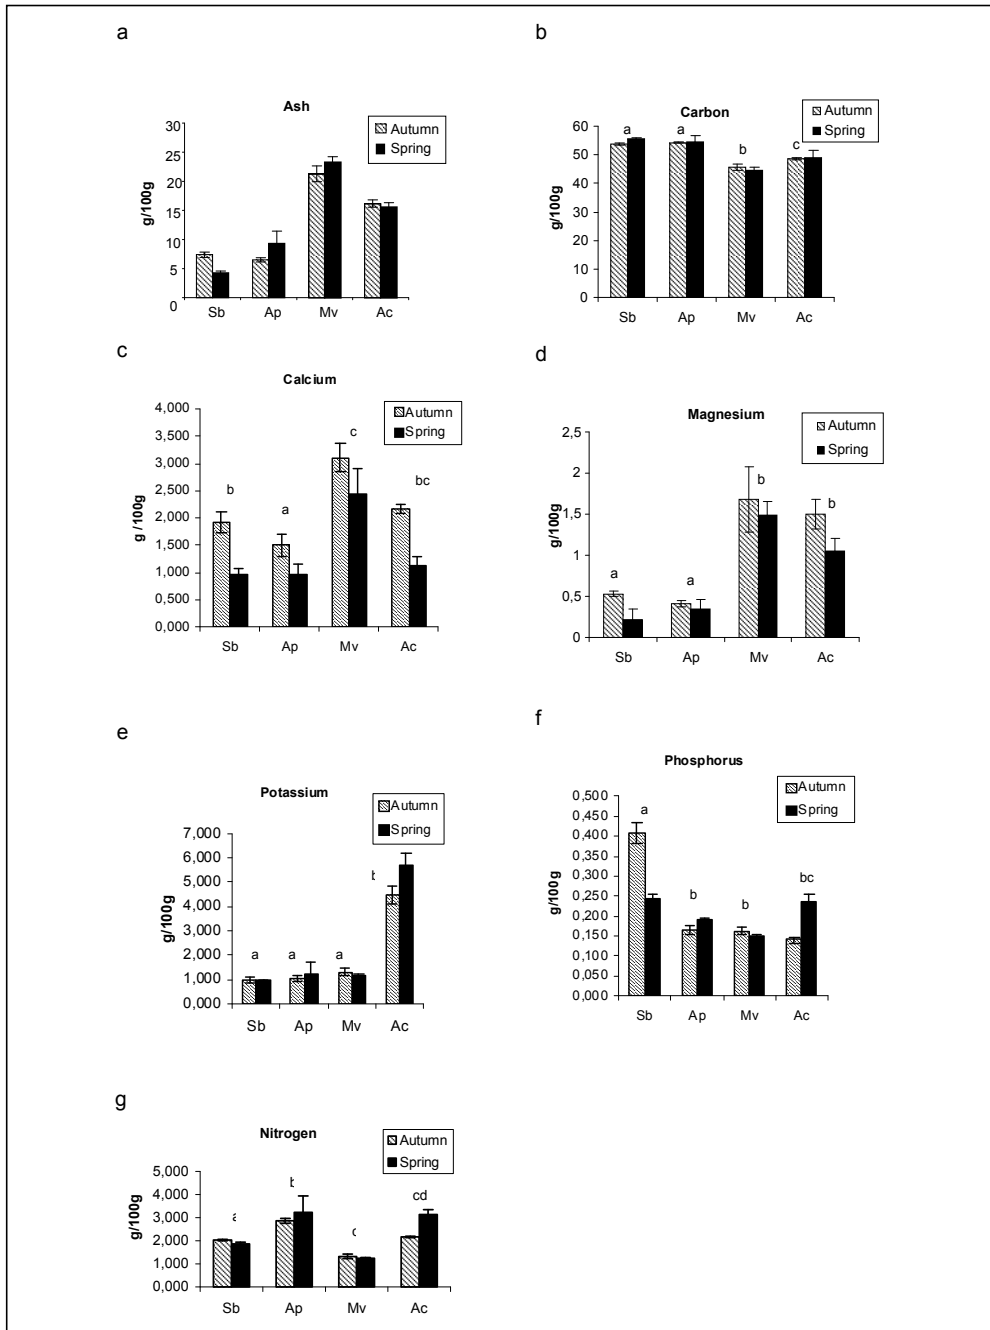 a
Ash
Autumn
Spring
g/100g
30
25
20
15
10
5
0
Sb Ap Mv Ac
b
Carbon
Autumn
Spring
g/100g
60
50
40
30
20
10
0
a a b c
Sb Ap Mv Ac
c
Calcium
Autumn
Spring
g /100g
4,000
3,500
3,000
2,500
2,000
1,500
1,000
0,500
0,000
b a c bc
Sb Ap Mv Ac
d
Magnesium
Autumn
Spring
g/100g
2,5
2
1,5
1
0,5
0
a a b b
Sb Ap Mv Ac
e
Potassium
Autumn
Spring
g/100g
7,000
6,000
5,000
4,000
3,000
2,000
1,000
0,000
a a a
Sb Ap Mv Ac
f
Phosphorus
Autumn
Spring
g/100g
0,500
0,450
0,400
0,350
0,300
0,250
0,200
0,150
0,100
0,050
0,000
a b b bc
Sb Ap Mv Ac
g
Nitrogen
Autumn
Spring
g/100g
5,000
4,000
3,000
2,000
1,000
0,000
cd
Sb Ap Mv Ac